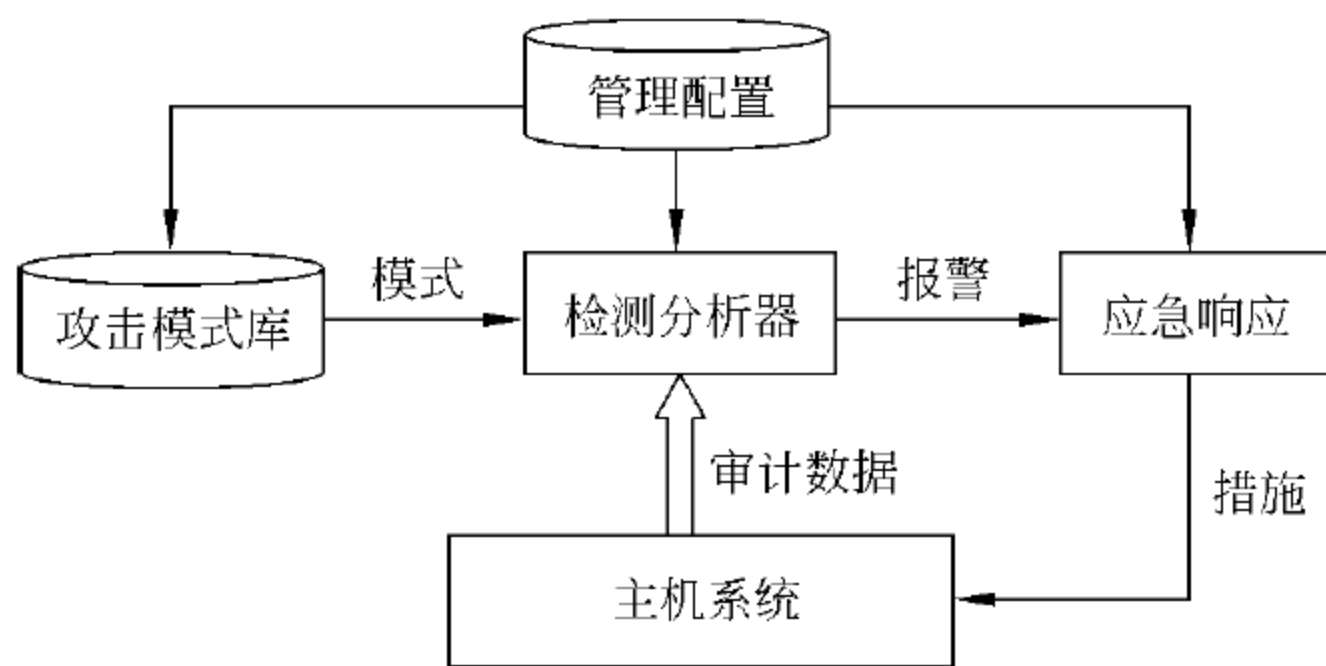 管理配置
攻击模式库
模式
检测分析器
报警
应急响应
审计数据
措施
主机系统